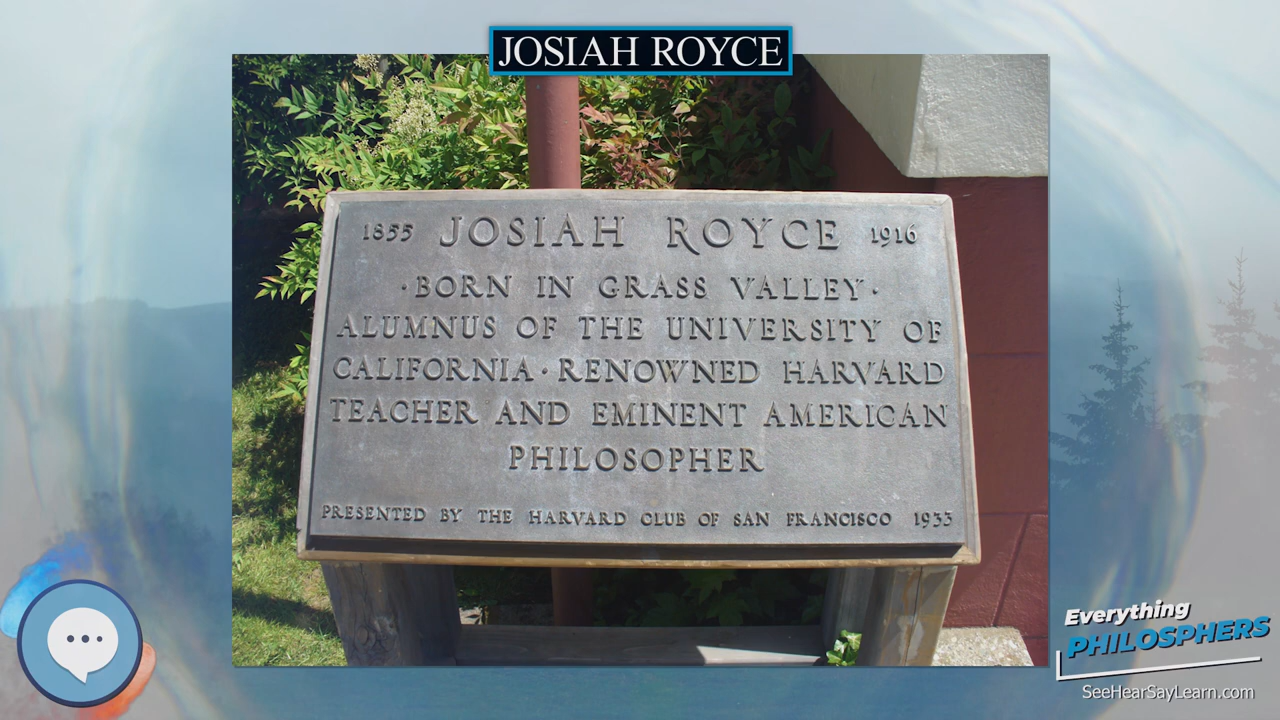 JOSIAH ROYCE
1855 JOSIAH ROYCE 1916
·BORN IN GRASS VALLEY·
ALUMNUS OF THE UNIVERSITY OF
CALIFORNIA·RENOWNED HARVARD
TEACHER AND EMINENT AMERICAN
PHILOSOPHER
PRESENTED BY THE HARVARD CLUB OF SAN FRANCISCO 1933
Everything
PHILOSPHERS
SeeHearSayLearn.com